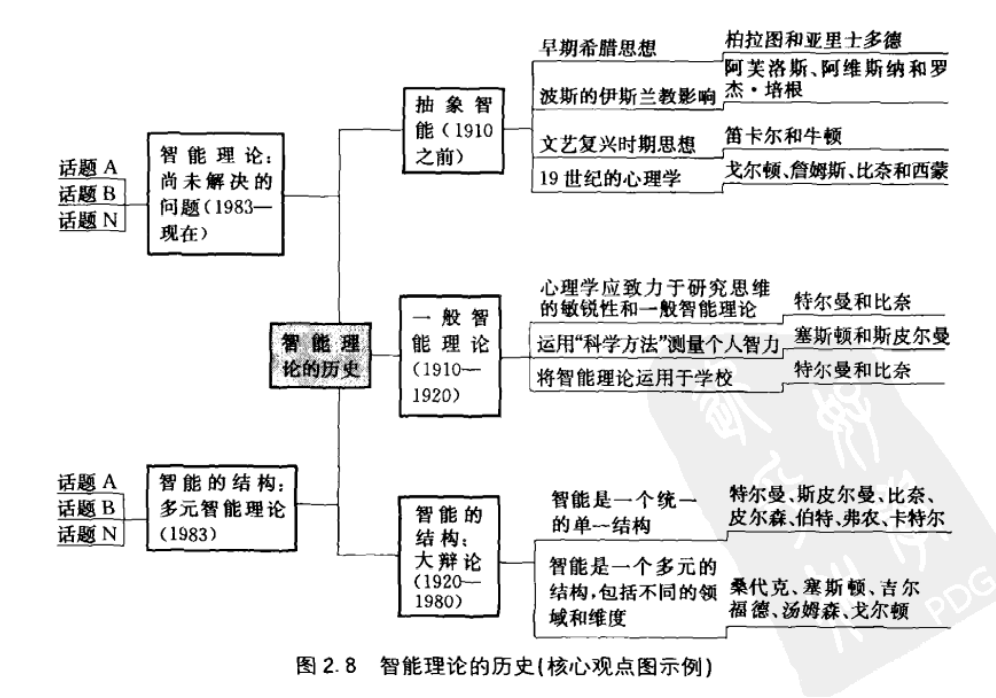 早期希腊思想
柏拉图和亚里士多德
波斯的伊斯兰教影响
阿芙洛斯、阿维斯纳和罗
杰·培根
文艺复兴时期思想
笛卡尔和牛顿
19世纪的心理学
戈尔顿、詹姆斯、比奈和西蒙
抽象智
能(1910
之前)
话题 A
话题 B
话题 N
智能理论：
尚未解决的
问题(1983—
现在)
智能理
论的历史
一般智
能理论
(1910—
1920)
心理学应致力于研究思维
的敏锐性和一般智能理论
特尔曼和比奈
运用“科学方法”测量个人智力
塞斯顿和斯皮尔曼
将智能理论运用于学校
特尔曼和比奈
话题 A
话题 B
话题 N
智能的结构：
多元智能理论
(1983)
智能的
结构：
大辩论
(1920—
1980)
智能是一个统一
的单一结构
特尔曼、斯皮尔曼、比奈、
皮尔森、伯特、弗农、卡特尔
智能是一个多元的
结构,包括不同的领
域和维度
桑代克、塞斯顿、吉尔
福德、汤姆森、戈尔顿
PDG
图 2.8 智能理论的历史(核心观点图示例)